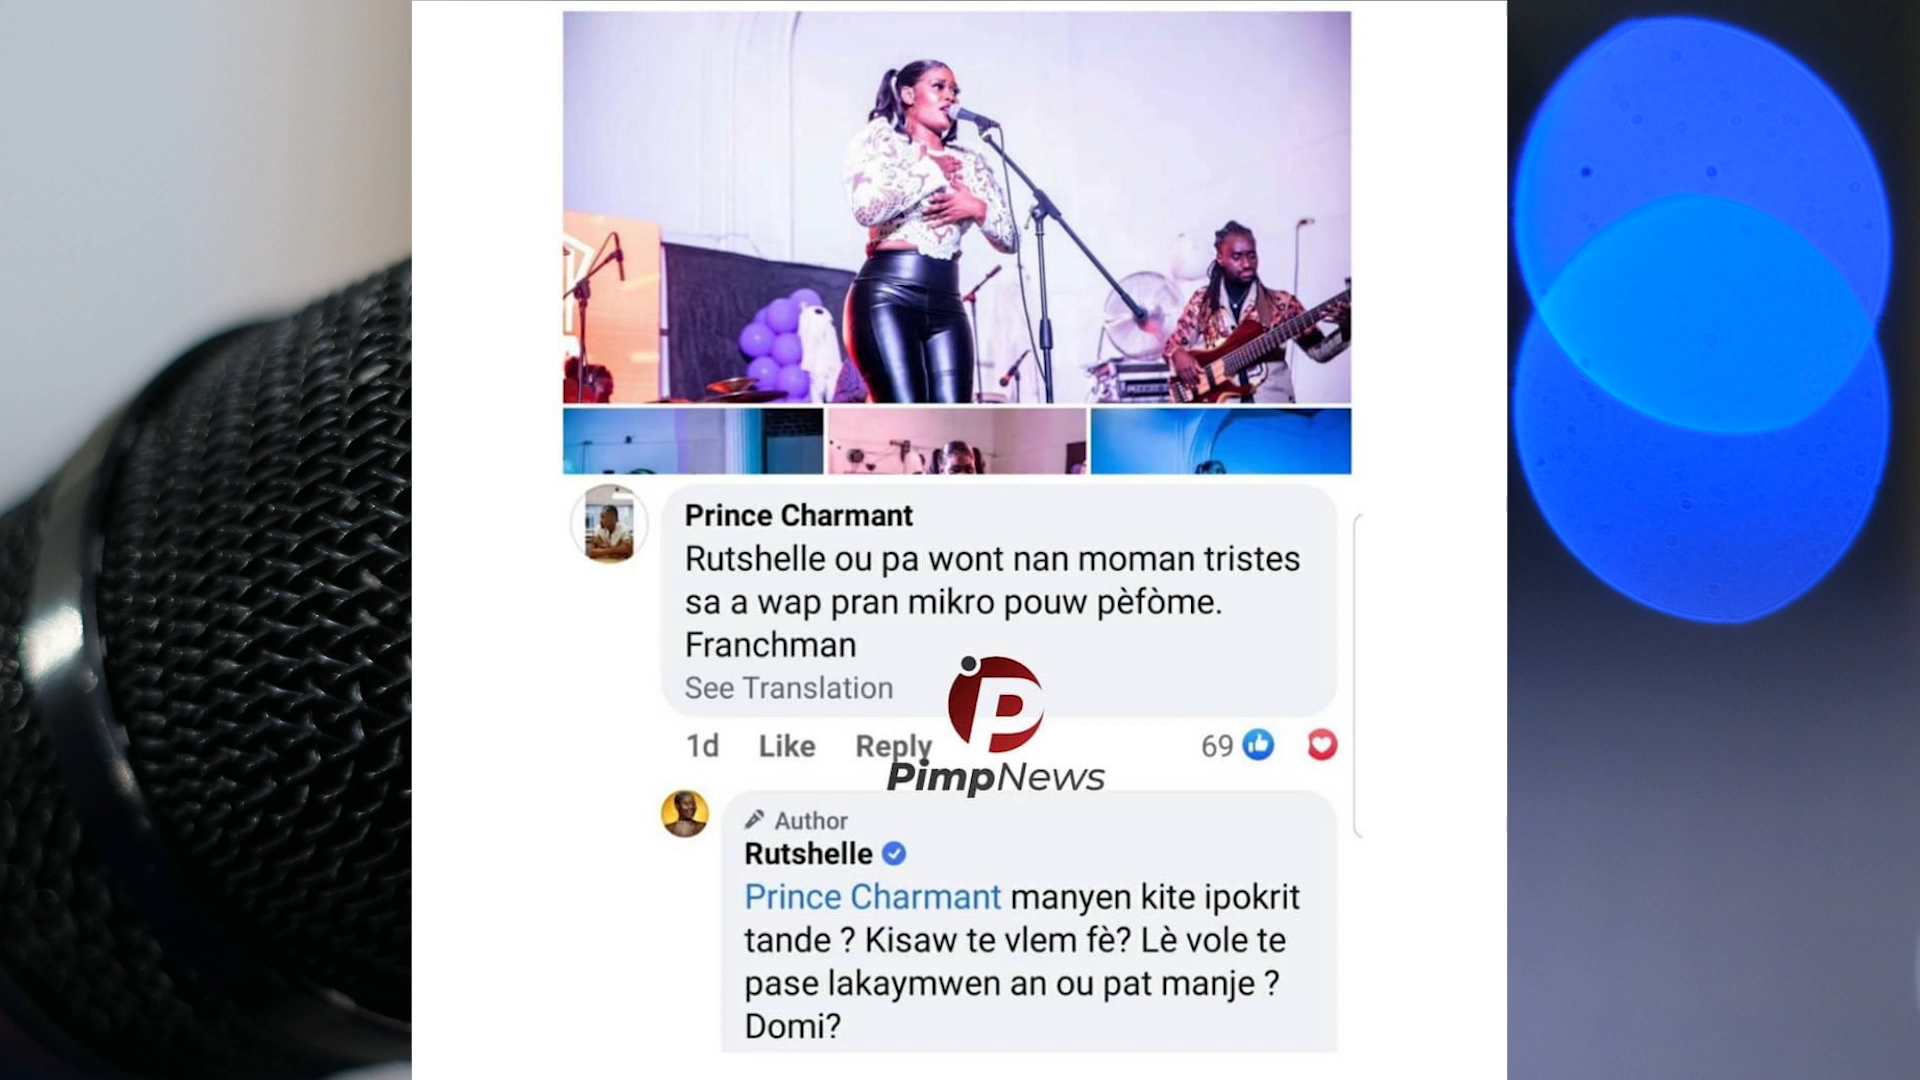 Prince Charmant
Rutshelle ou pa wont nan moman tristes
sa a wap pran mikro pouw pèfòme.
Franchman
See Translation
1d Like Reply 69
PimpNews
Author
Rutshelle
Prince Charmant manyen kite ipokrit
tande ? Kisaw te vlem fè? Lè vole te
pase lakaymwen an ou pat manje ?
Domi?